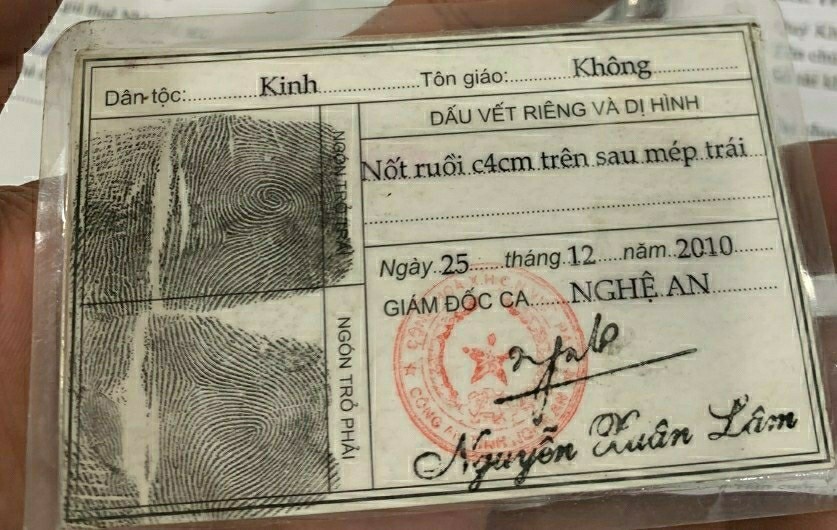 Dân tộc: Kinh Tôn giáo: Không
DẤU VẾT RIÊNG VÀ DỊ HÌNH
NGÓN TRỎ TRÁI
Nốt ruồi c4cm trên sau mép trái
Ngày 25 tháng 12 năm 2010
GIÁM ĐỐC CA NGHỆ AN
NGÓN TRỎ PHẢI
Nguyễn Xuân Lâm